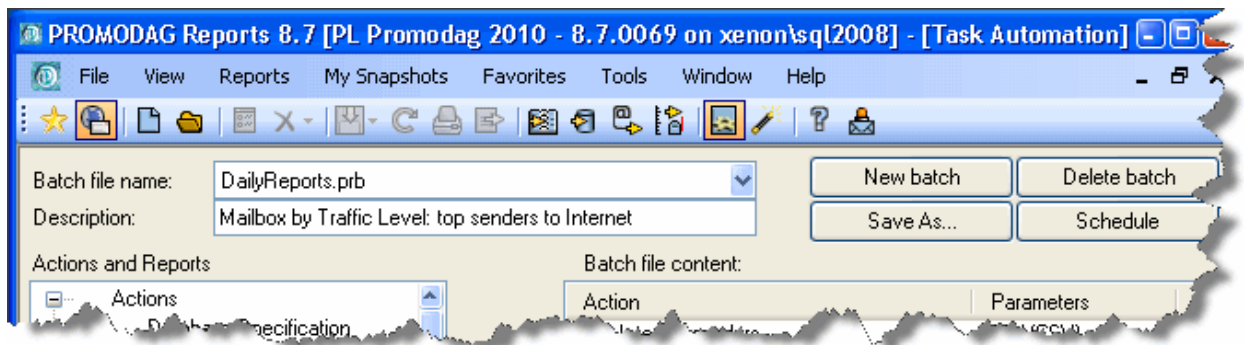 PROMODAG Reports 8.7 [PL Promodag 2010 - 8.7.0069 on xenon\sql2008] - [Task Automation]
File View Reports My Snapshots Favorites Tools Window Help
Batch file name: DailyReports.prb New batch Delete batch
Description: Mailbox by Traffic Level: top senders to Internet Save As... Schedule
Actions and Reports Batch file content:
Actions Action Parameters
Specification